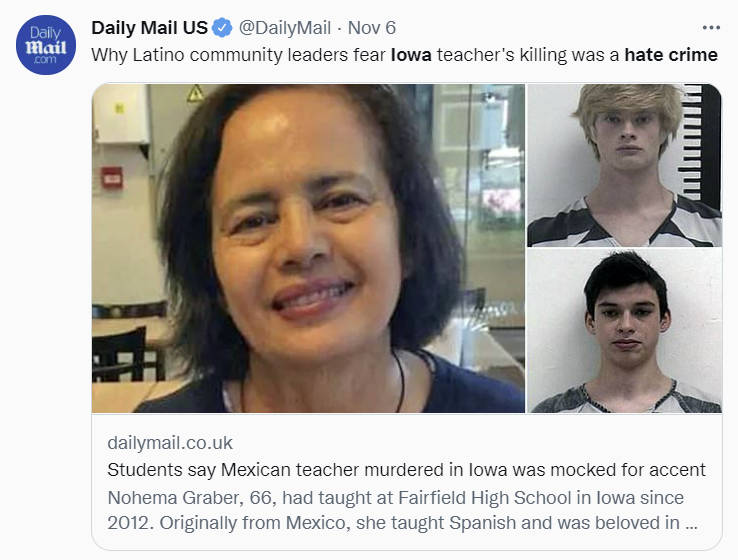 Daily Mail .com
Daily Mail US @DailyMail · Nov 6
Why Latino community leaders fear Iowa teacher's killing was a hate crime
dailymail.co.uk
Students say Mexican teacher murdered in Iowa was mocked for accent
Nohema Graber, 66, had taught at Fairfield High School in Iowa since
2012. Originally from Mexico, she taught Spanish and was beloved in ...